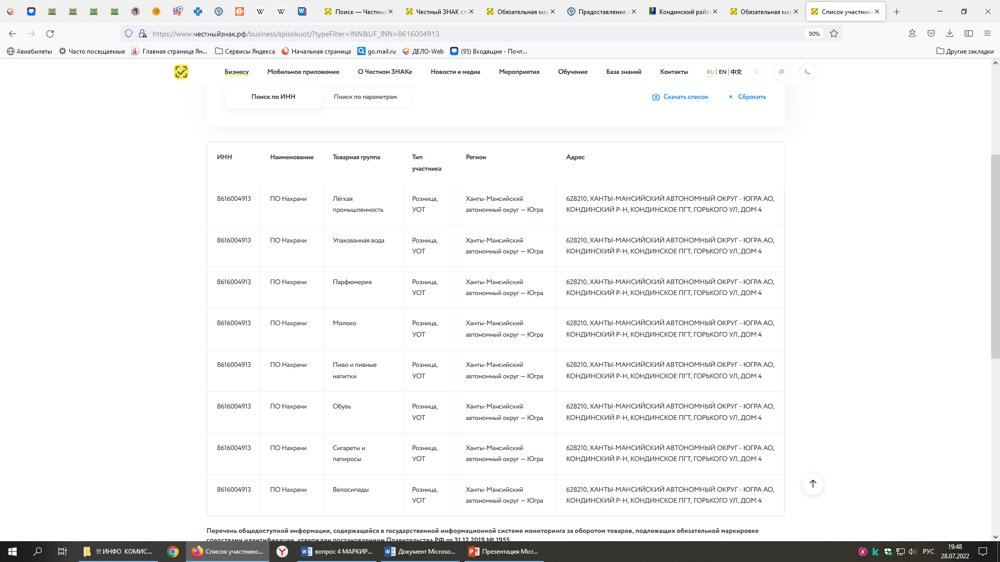 Поиск — Честный
Честный ЗНАК ст
Обязательная мар
Предоставление с
Кондинский райо
Обязательная мар
Список участнико
https://www.честныйзнак.рф/business/spisokuot/?typeFilter=INN&UF_INN=8616004913
90%
Авиабилеты
Часто посещаемые
Главная страница Ян...
Сервисы Яндекса
Начальная страница
go.mail.ru
ДЕЛО-Web
(95) Входящие - Почт...
Другие закладки
Бизнесу
Мобильное приложение
О Честном ЗНАКе
Новости и медиа
Мероприятия
Обучение
База знаний
Контакты
RU | EN | 中文
Поиск по ИНН
Поиск по параметрам
Скачать список
× Сбросить
ИНН
Наименование
Товарная группа
Тип
участника
Регион
Адрес
8616004913
ПО Нахрачи
Лёгкая
промышленность
Розница,
УОТ
Ханты-Мансийский
автономный округ — Югра
628210, ХАНТЫ-МАНСИЙСКИЙ АВТОНОМНЫЙ ОКРУГ - ЮГРА АО,
КОНДИНСКИЙ Р-Н, КОНДИНСКОЕ ПГТ, ГОРЬКОГО УЛ, ДОМ 4
8616004913
ПО Нахрачи
Упакованная вода
Розница,
УОТ
Ханты-Мансийский
автономный округ — Югра
628210, ХАНТЫ-МАНСИЙСКИЙ АВТОНОМНЫЙ ОКРУГ - ЮГРА АО,
КОНДИНСКИЙ Р-Н, КОНДИНСКОЕ ПГТ, ГОРЬКОГО УЛ, ДОМ 4
8616004913
ПО Нахрачи
Парфюмерия
Розница,
УОТ
Ханты-Мансийский
автономный округ — Югра
628210, ХАНТЫ-МАНСИЙСКИЙ АВТОНОМНЫЙ ОКРУГ - ЮГРА АО,
КОНДИНСКИЙ Р-Н, КОНДИНСКОЕ ПГТ, ГОРЬКОГО УЛ, ДОМ 4
8616004913
ПО Нахрачи
Молоко
Розница,
УОТ
Ханты-Мансийский
автономный округ — Югра
628210, ХАНТЫ-МАНСИЙСКИЙ АВТОНОМНЫЙ ОКРУГ - ЮГРА АО,
КОНДИНСКИЙ Р-Н, КОНДИНСКОЕ ПГТ, ГОРЬКОГО УЛ, ДОМ 4
8616004913
ПО Нахрачи
Пиво и пивные
напитки
Розница,
УОТ
Ханты-Мансийский
автономный округ — Югра
628210, ХАНТЫ-МАНСИЙСКИЙ АВТОНОМНЫЙ ОКРУГ - ЮГРА АО,
КОНДИНСКИЙ Р-Н, КОНДИНСКОЕ ПГТ, ГОРЬКОГО УЛ, ДОМ 4
8616004913
ПО Нахрачи
Обувь
Розница,
УОТ
Ханты-Мансийский
автономный округ — Югра
628210, ХАНТЫ-МАНСИЙСКИЙ АВТОНОМНЫЙ ОКРУГ - ЮГРА АО,
КОНДИНСКИЙ Р-Н, КОНДИНСКОЕ ПГТ, ГОРЬКОГО УЛ, ДОМ 4
8616004913
ПО Нахрачи
Сигареты и
папиросы
Розница,
УОТ
Ханты-Мансийский
автономный округ — Югра
628210, ХАНТЫ-МАНСИЙСКИЙ АВТОНОМНЫЙ ОКРУГ - ЮГРА АО,
КОНДИНСКИЙ Р-Н, КОНДИНСКОЕ ПГТ, ГОРЬКОГО УЛ, ДОМ 4
8616004913
ПО Нахрачи
Велосипеды
Розница,
УОТ
Ханты-Мансийский
автономный округ — Югра
628210, ХАНТЫ-МАНСИЙСКИЙ АВТОНОМНЫЙ ОКРУГ - ЮГРА АО,
КОНДИНСКИЙ Р-Н, КОНДИНСКОЕ ПГТ, ГОРЬКОГО УЛ, ДОМ 4
Перечень общедоступной информации, содержащейся в государственной информационной системе мониторинга за оборотом товаров, подлежащих обязательной маркировке
средствами идентификации, утвержден постановлением Правительства РФ от 31.12.2019 № 1955
!!! ИНФО КОМИС...
Список участнико...
вопрос 4 МАРКИР...
Документ Microso...
Презентация Micr...
РУС
19:48
28.07.2022